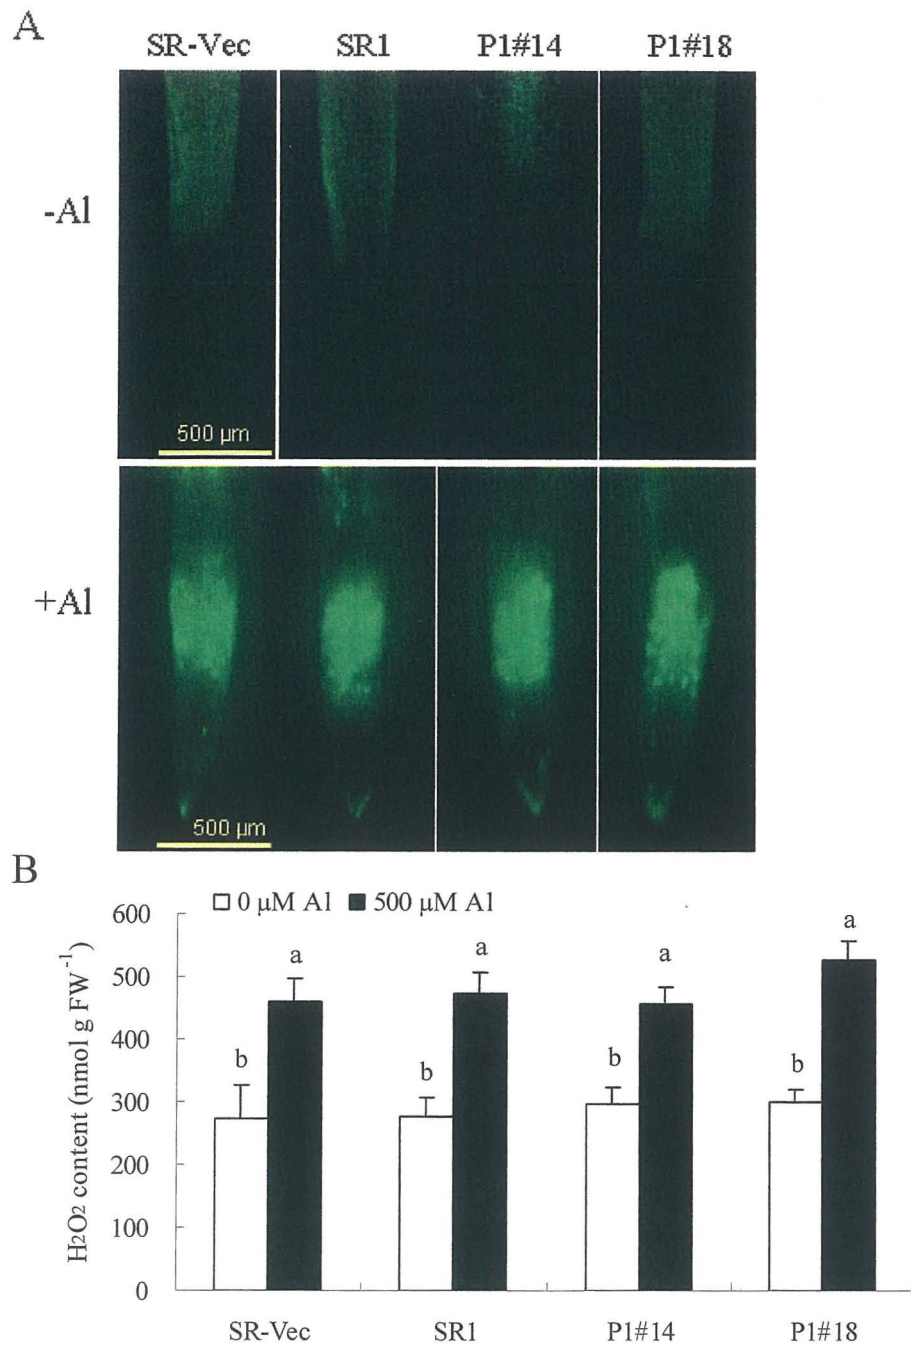 A
SR-Vec SR1 P1#14 P1#18
-Al
500 µm
+Al
500 µm
B
0 µM Al 500 µM Al
H2O2 content (nmol g FW-1)
600
500
400
300
200
100
0
b a b a b a b a
SR-Vec SR1 P1#14 P1#18